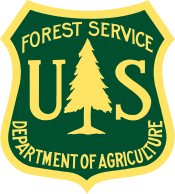 FOREST SERVICE
U S
DEPARTMENT OF AGRICULTURE